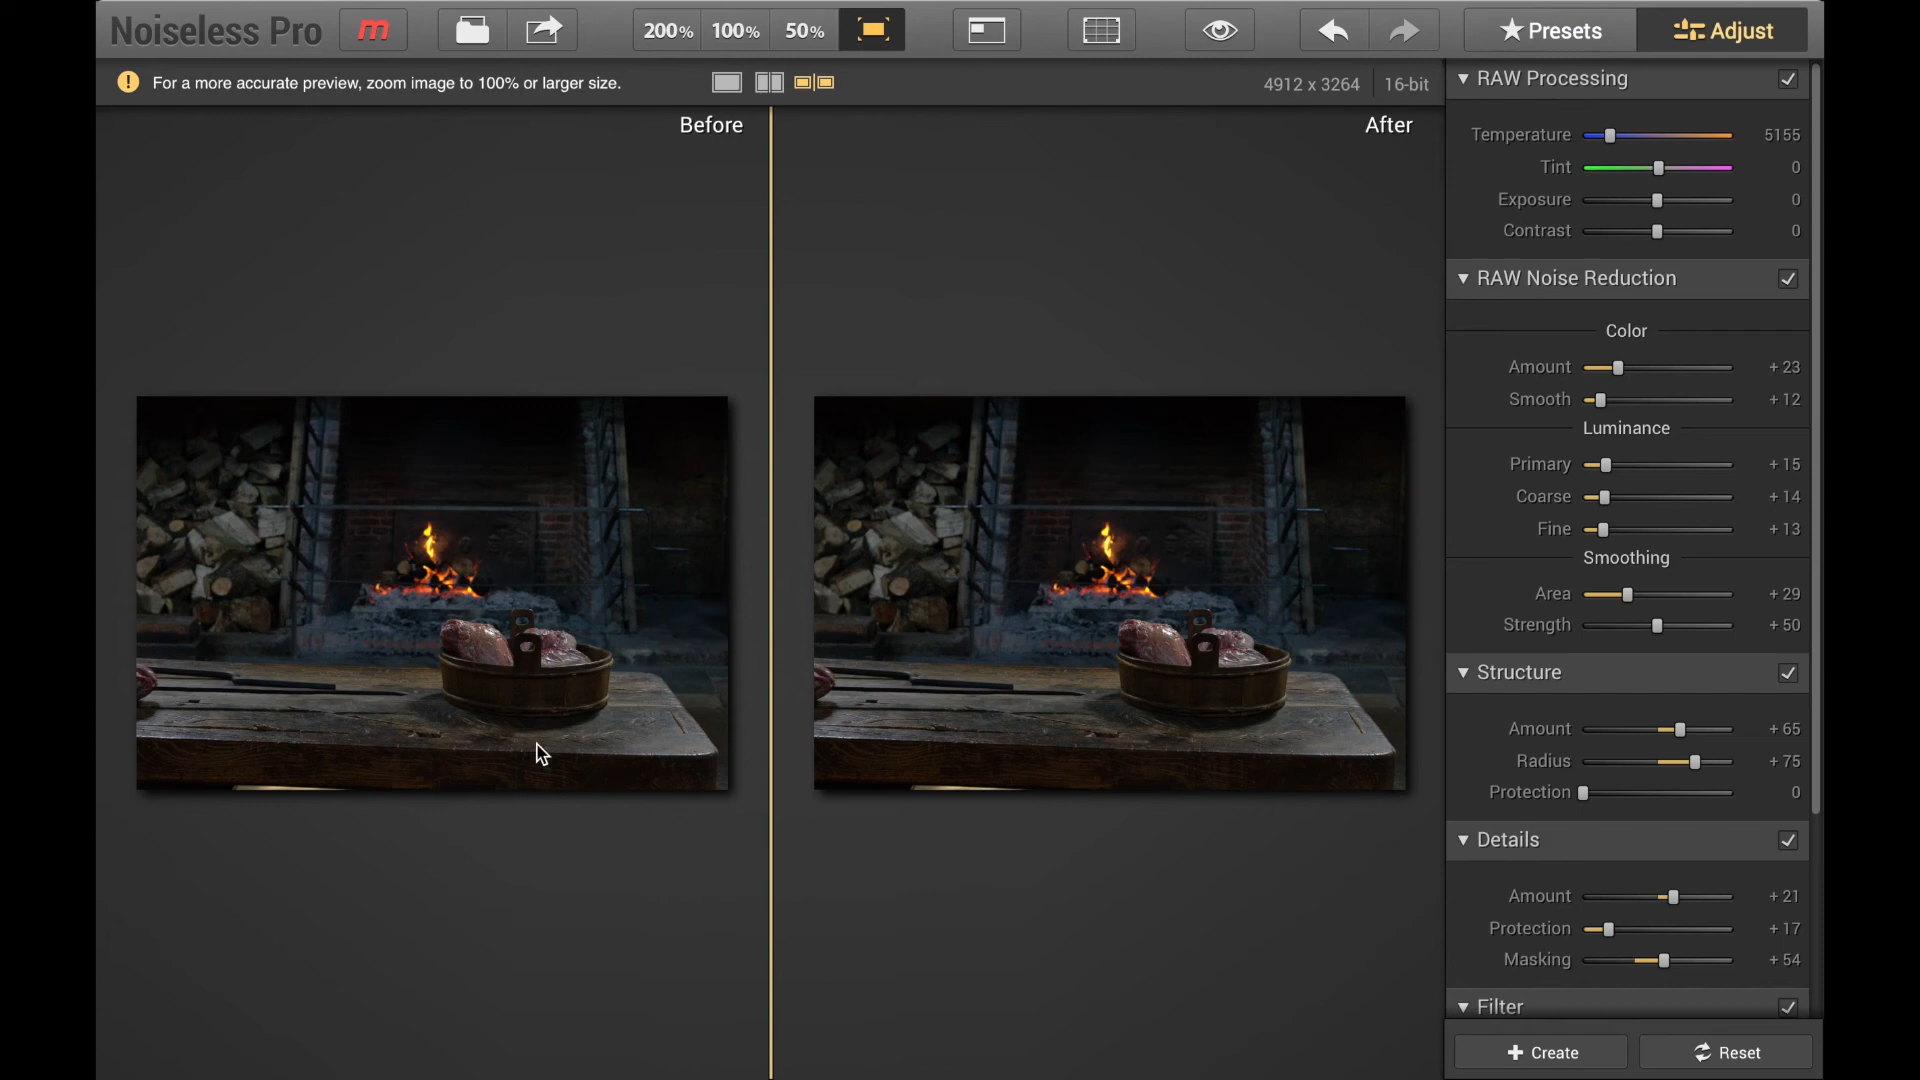 Noiseless Pro m 200% 100% 50% Presets Adjust
! For a more accurate preview, zoom image to 100% or larger size. 4912 x 3264 16-bit
Before After
RAW Processing
Temperature 5155
Tint 0
Exposure 0
Contrast 0
RAW Noise Reduction
Color
Amount + 23
Smooth + 12
Luminance
Primary + 15
Coarse + 14
Fine + 13
Smoothing
Area + 29
Strength + 50
Structure
Amount + 65
Radius + 75
Protection 0
Details
Amount + 21
Protection + 17
Masking + 54
Filter
Create Reset